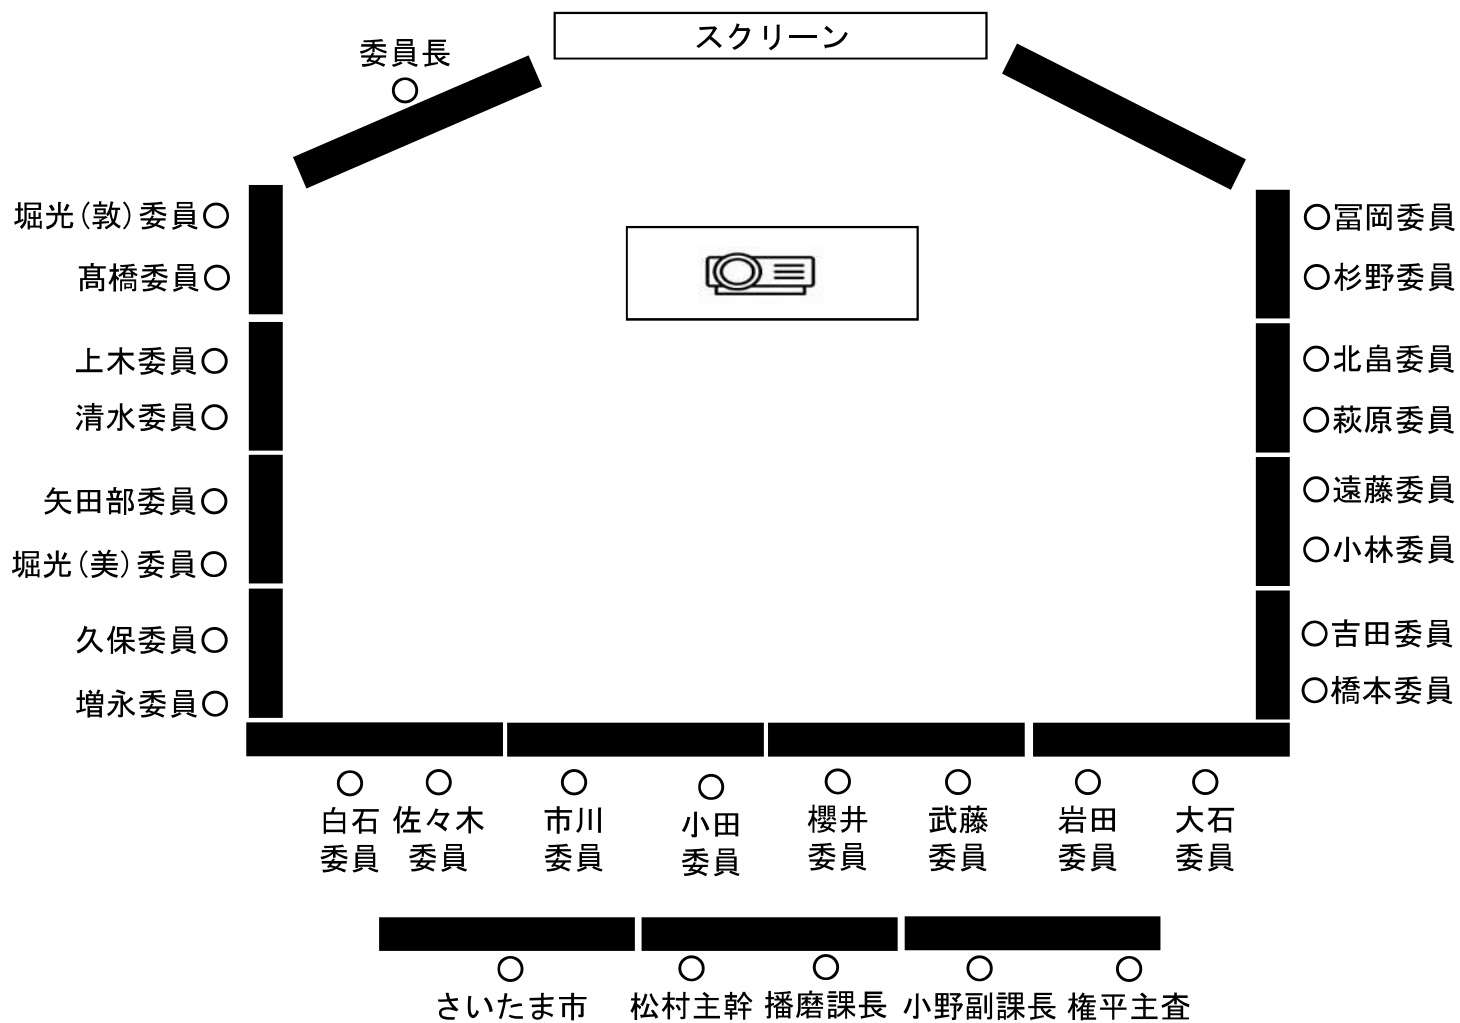 スクリーン
委員長
○
堀光(敦)委員○
髙橋委員○
上木委員○
清水委員○
矢田部委員○
堀光(美)委員○
久保委員○
増永委員○
○冨岡委員
○杉野委員
○北畠委員
○萩原委員
○遠藤委員
○小林委員
○吉田委員
○橋本委員
○ ○ ○ ○ ○ ○ ○ ○
白石 佐々木 市川 小田 櫻井 武藤 岩田 大石
委員 委員 委員 委員 委員 委員 委員 委員
○ ○ ○ ○ ○
さいたま市 松村主幹 播磨課長 小野副課長 権平主査